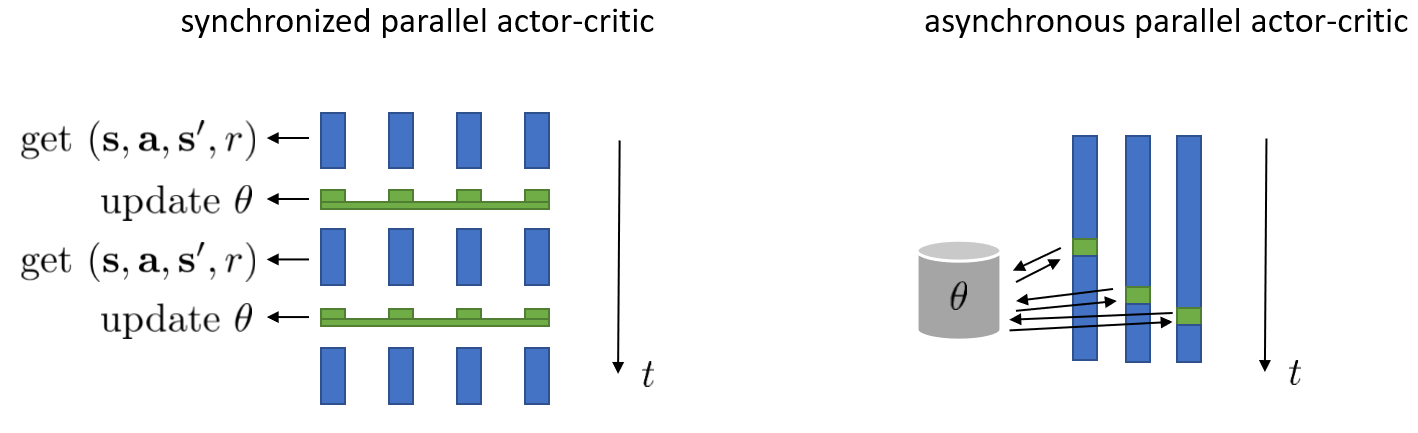 synchronized parallel actor-critic
get (s, a, s′, r)
update θ
get (s, a, s′, r)
update θ
t
asynchronous parallel actor-critic
θ
t